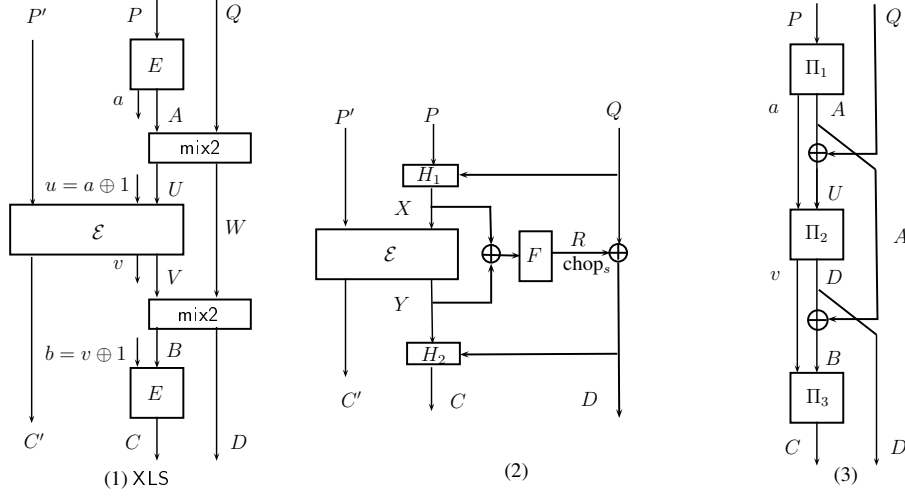 P'
P
Q
E
a
A
mix2
u = a ⊕ 1
U
W
ℰ
v
V
mix2
b = v ⊕ 1
B
E
C'
C
D
(1) XLS
P'
P
Q
H₁
X
ℰ
F
R
chopₛ
Y
H₂
C'
C
D
(2)
P
Q
Π₁
a
A
U
Π₂
A
v
D
B
Π₃
C
D
(3)